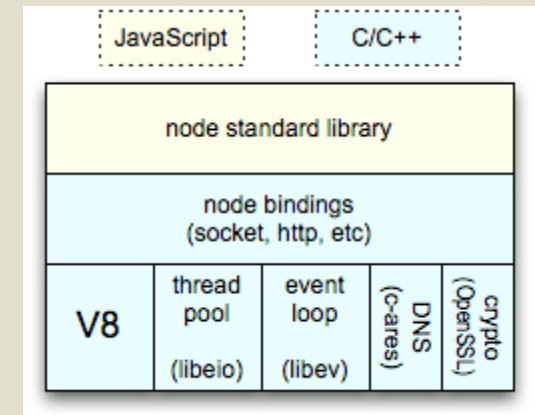 JavaScript
C/C++
node standard library
node bindings
(socket, http, etc)
V8
thread
pool
(libeio)
event
loop
(libev)
DNS
(c-ares)
crypto
(OpenSSL)